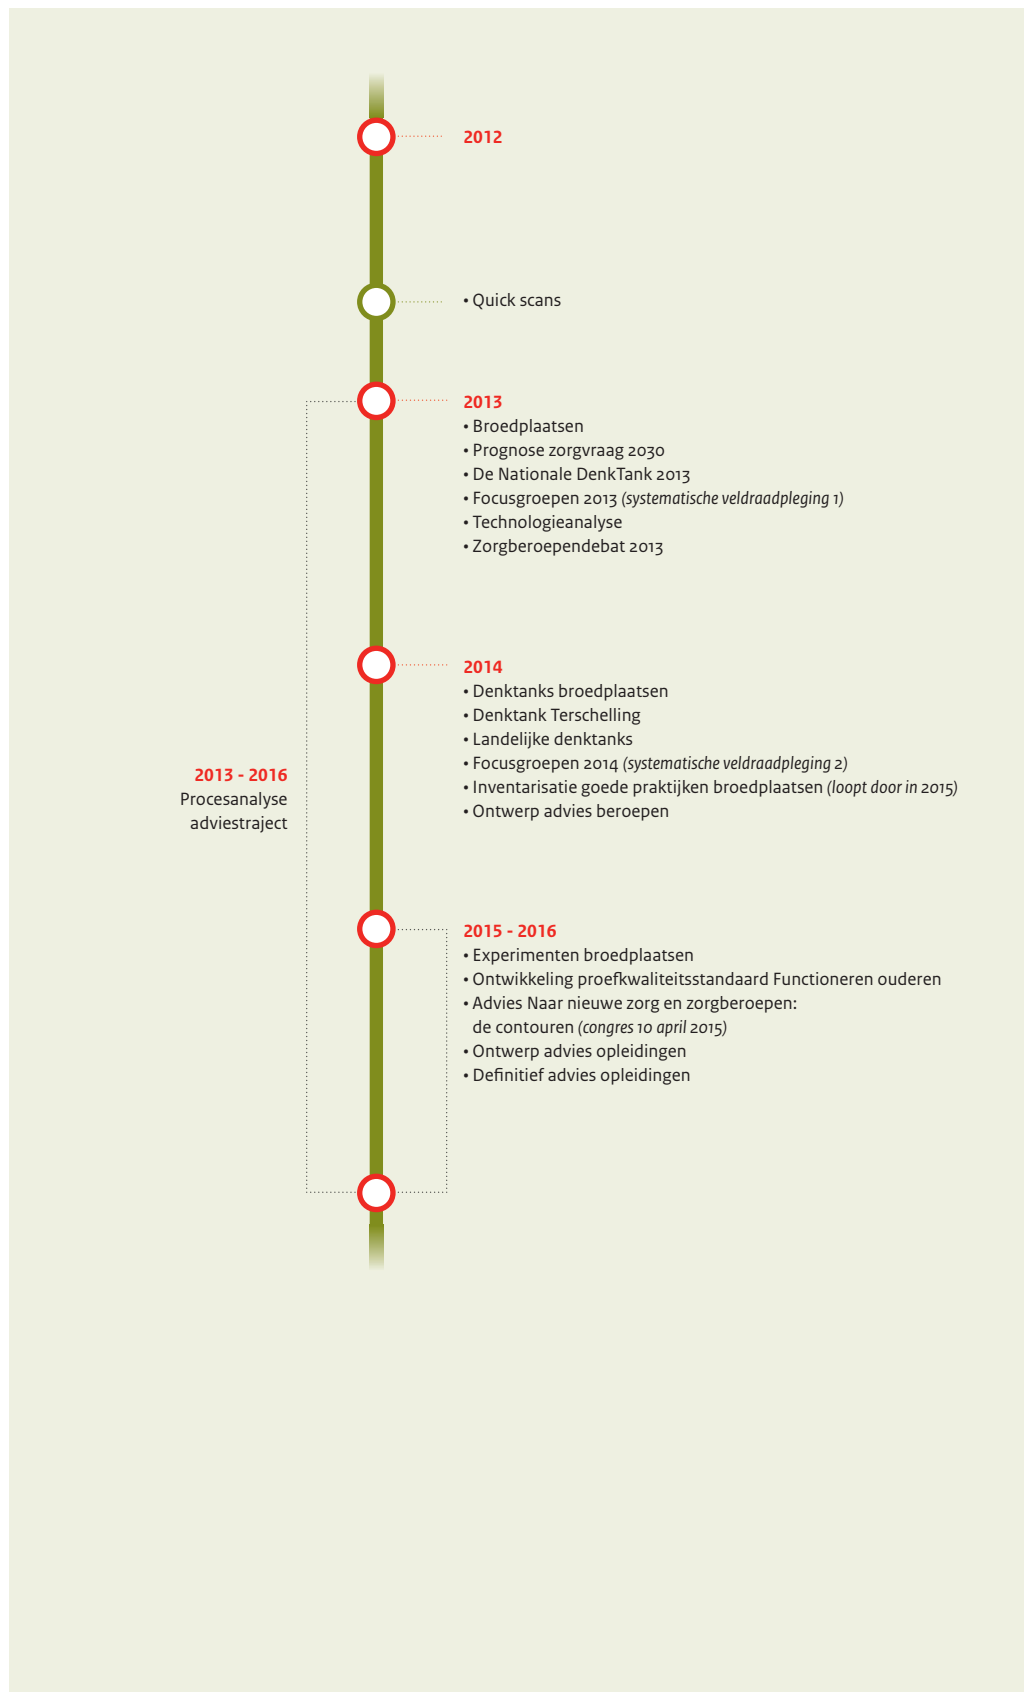 2012
• Quick scans
2013
• Broedplaatsen
• Prognose zorgvraag 2030
• De Nationale DenkTank 2013
• Focusgroepen 2013 (systematische veldraadpleging 1)
• Technologieanalyse
• Zorgberoependebat 2013
2014
• Denktanks broedplaatsen
• Denktank Terschelling
• Landelijke denktanks
• Focusgroepen 2014 (systematische veldraadpleging 2)
• Inventarisatie goede praktijken broedplaatsen (loopt door in 2015)
• Ontwerp advies beroepen
2013 - 2016
Procesanalyse
adviestraject
2015 - 2016
• Experimenten broedplaatsen
• Ontwikkeling proefkwaliteitsstandaard Functioneren ouderen
• Advies Naar nieuwe zorg en zorgberoepen:
de contouren (congres 10 april 2015)
• Ontwerp advies opleidingen
• Definitief advies opleidingen